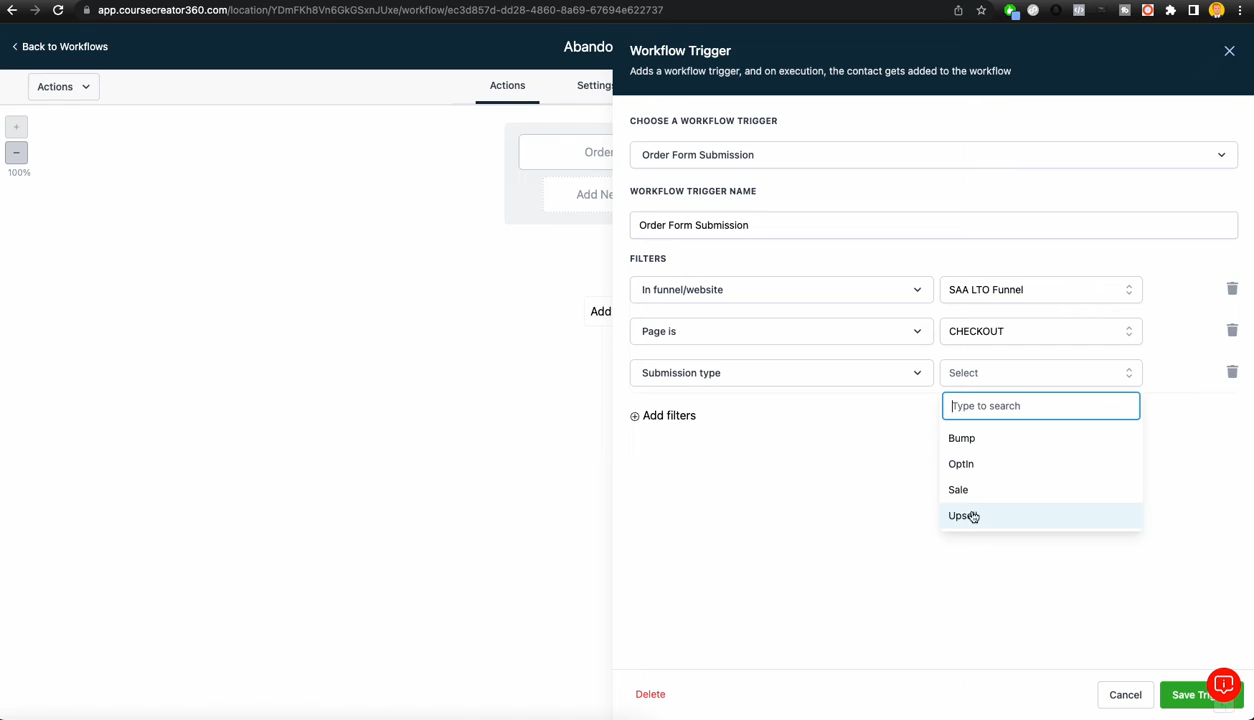 app.coursecreator360.com/location/YDmFKh8Vn6GkGSxnJUxe/workflow/ec3d857d-dd28-4860-8a69-67694e622737
Back to Workflows
Abando
Workflow Trigger
Adds a workflow trigger, and on execution, the contact gets added to the workflow
Actions
Actions
Settings
+
−
100%
Order
Add Ne
Add
CHOOSE A WORKFLOW TRIGGER
Order Form Submission
WORKFLOW TRIGGER NAME
Order Form Submission
FILTERS
In funnel/website
SAA LTO Funnel
Page is
CHECKOUT
Submission type
Select
Type to search
Add filters
Bump
OptIn
Sale
Delete
Cancel
Save